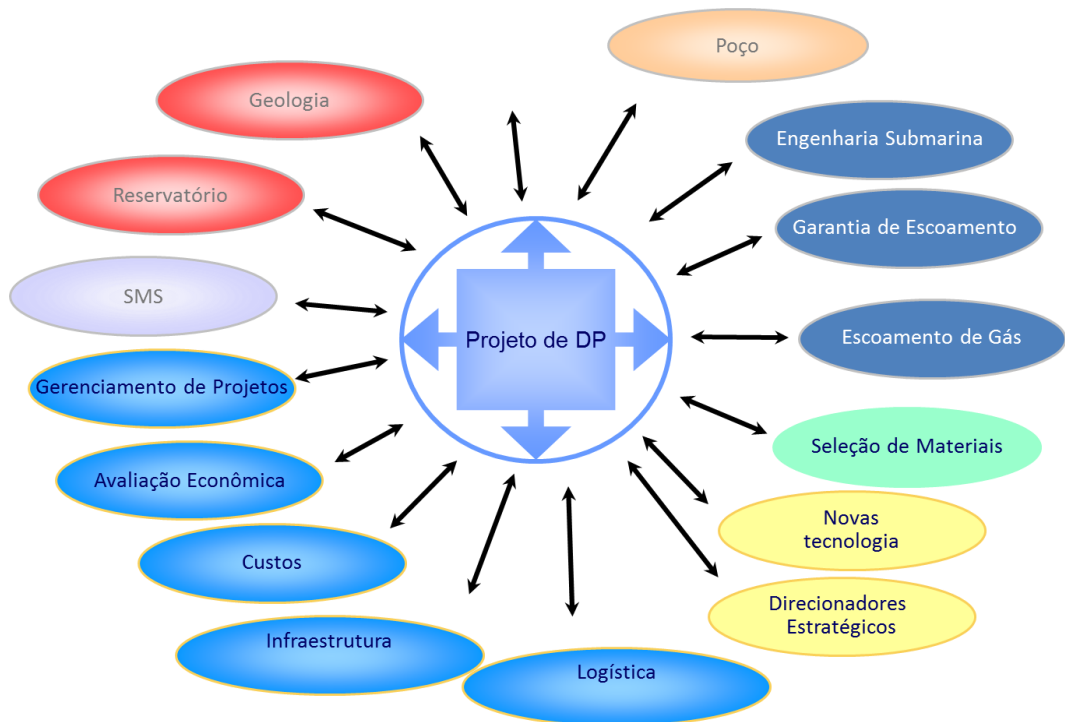 Poço
Geologia
Engenharia Submarina
Reservatório
Garantia de Escoamento
SMS
Projeto de DP
Escoamento de Gás
Gerenciamento de Projetos
Seleção de Materiais
Avaliação Econômica
Novas
tecnologia
Custos
Direcionadores
Estratégicos
Infraestrutura
Logística